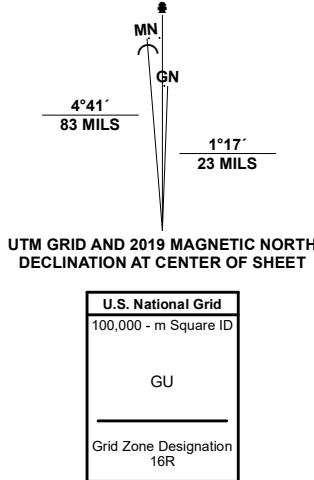 MN
GN
4°41´
83 MILS
1°17´
23 MILS
UTM GRID AND 2019 MAGNETIC NORTH
DECLINATION AT CENTER OF SHEET
U.S. National Grid
100,000 - m Square ID
GU
Grid Zone Designation
16R